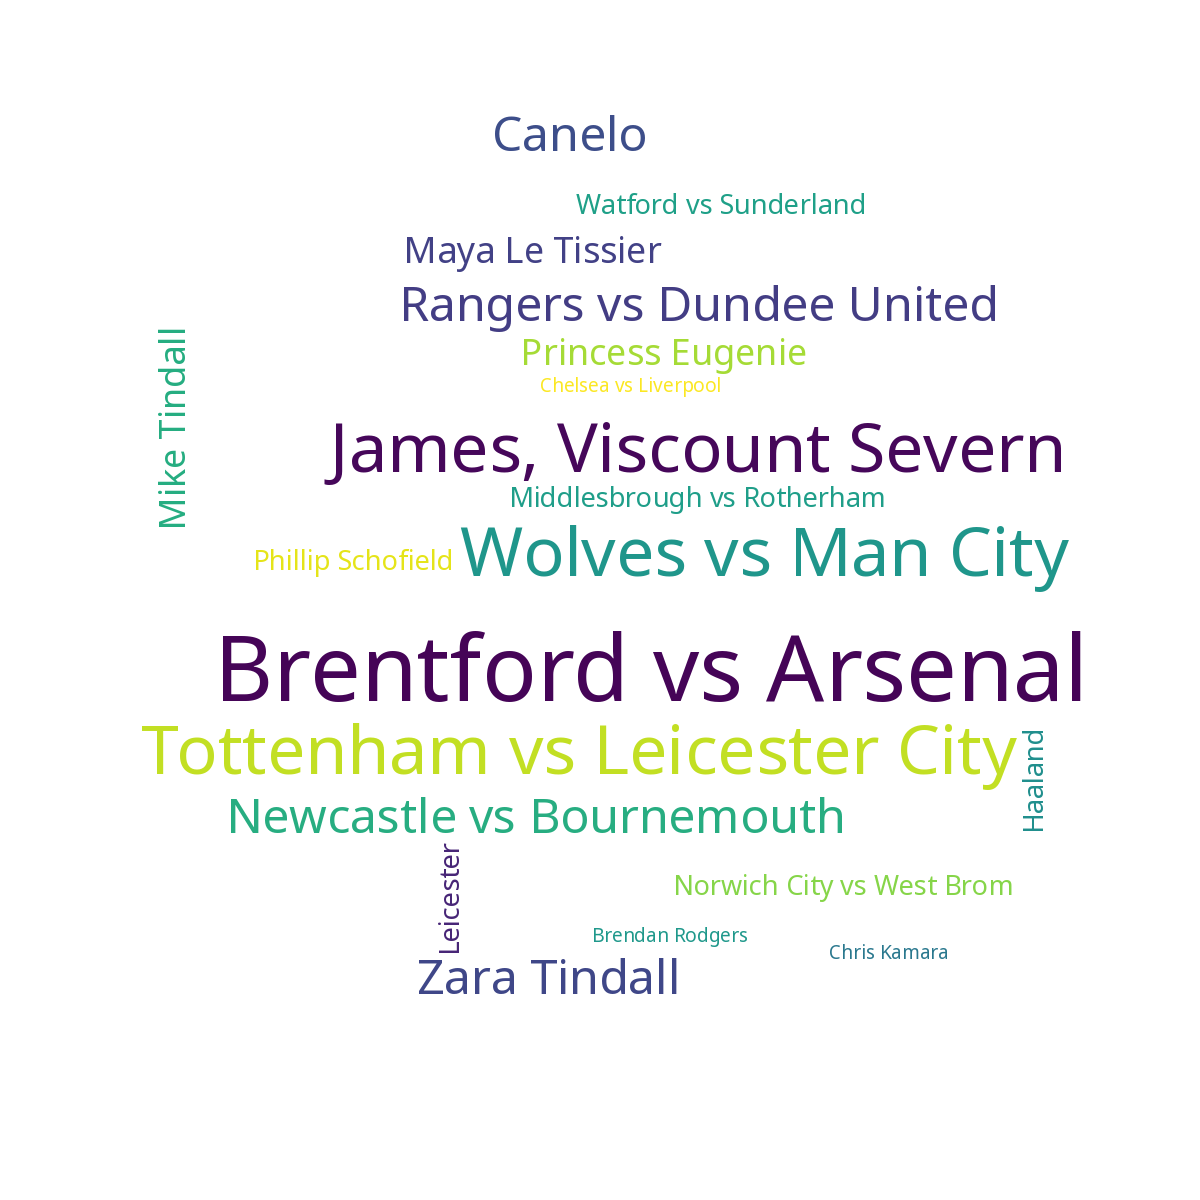 Canelo
Watford vs Sunderland
Maya Le Tissier
Rangers vs Dundee United
Mike Tindall
Princess Eugenie
Chelsea vs Liverpool
James, Viscount Severn
Middlesbrough vs Rotherham
Wolves vs Man City
Phillip Schofield
Brentford vs Arsenal
Tottenham vs Leicester City
Haaland
Newcastle vs Bournemouth
Leicester
Norwich City vs West Brom
Brendan Rodgers
Chris Kamara
Zara Tindall